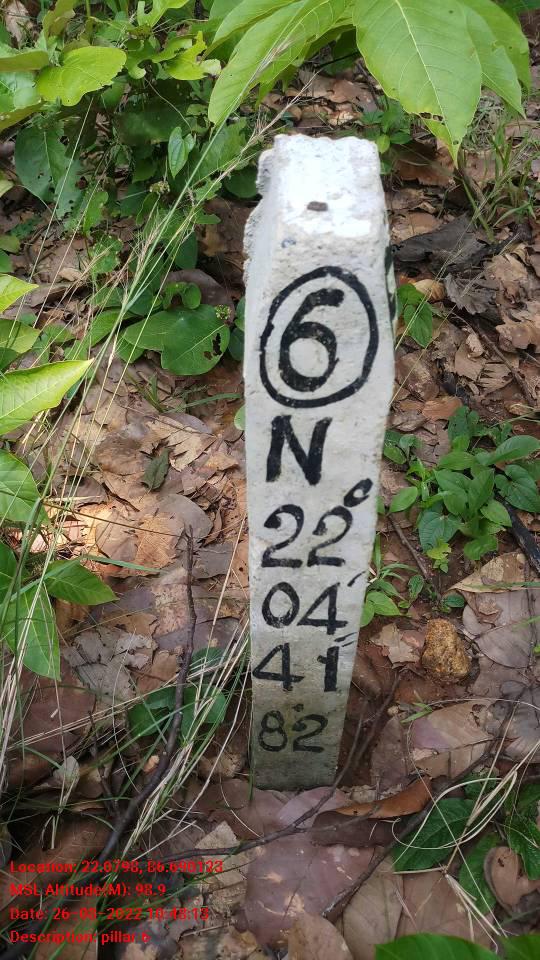 6
N
22°
04'
41"
82
Location: 22.0798, 86.690133
MSL Altitude(M): 98.9
Date: 26-08-2022 10:48:13
Description: pillar 6